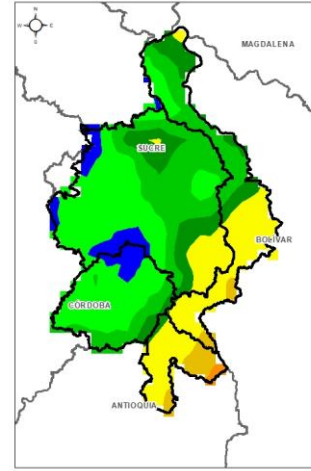 N
W E
S
MAGDALENA
SUCRE
BOLIVAR
CORDOBA
ANTIOQUIA